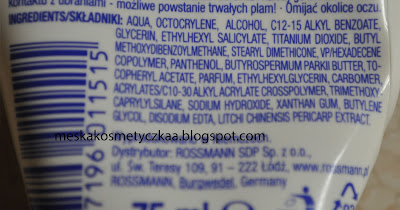 Kontaktu z ubraniami - możliwe powstanie trwałych plam! · Omijać okolice oczu
INGREDIENTS/SKŁADNIKI: AQUA, OCTOCRYLENE, ALCOHOL, C12-15 ALKYL BENZOATE,
GLYCERIN, ETHYLHEXYL SALICYLATE, TITANIUM DIOXIDE, BUTYL
METHOXYDIBENZOYLMETHANE, STEARYL DIMETHICONE, VP/HEXADECENE
COPOLYMER, PANTHENOL, BUTYROSPERMUM PARKII BUTTER, TO-
COPHERYL ACETATE, PARFUM, ETHYLHEXYLGLYCERIN, CARBOMER,
ACRYLATES/C10-30 ALKYL ACRYLATE CROSSPOLYMER, TRIMETHOXY-
CAPRYLYLSILANE, SODIUM HYDROXIDE, XANTHAN GUM, BUTYLENE
GLYCOL, DISODIUM EDTA, LITCHI CHINENSIS PERICARP EXTRACT.
meskakosmetyczkaa.blogspot.com
Dystrybutor: ROSSMANN SDP Sp. z o.o.,
ul. Św. Teresy 109, 91 - 222 Łódź, www.rossmann.pl
ROSSMANN, Burgwedel, Germany
75 ml
719611511